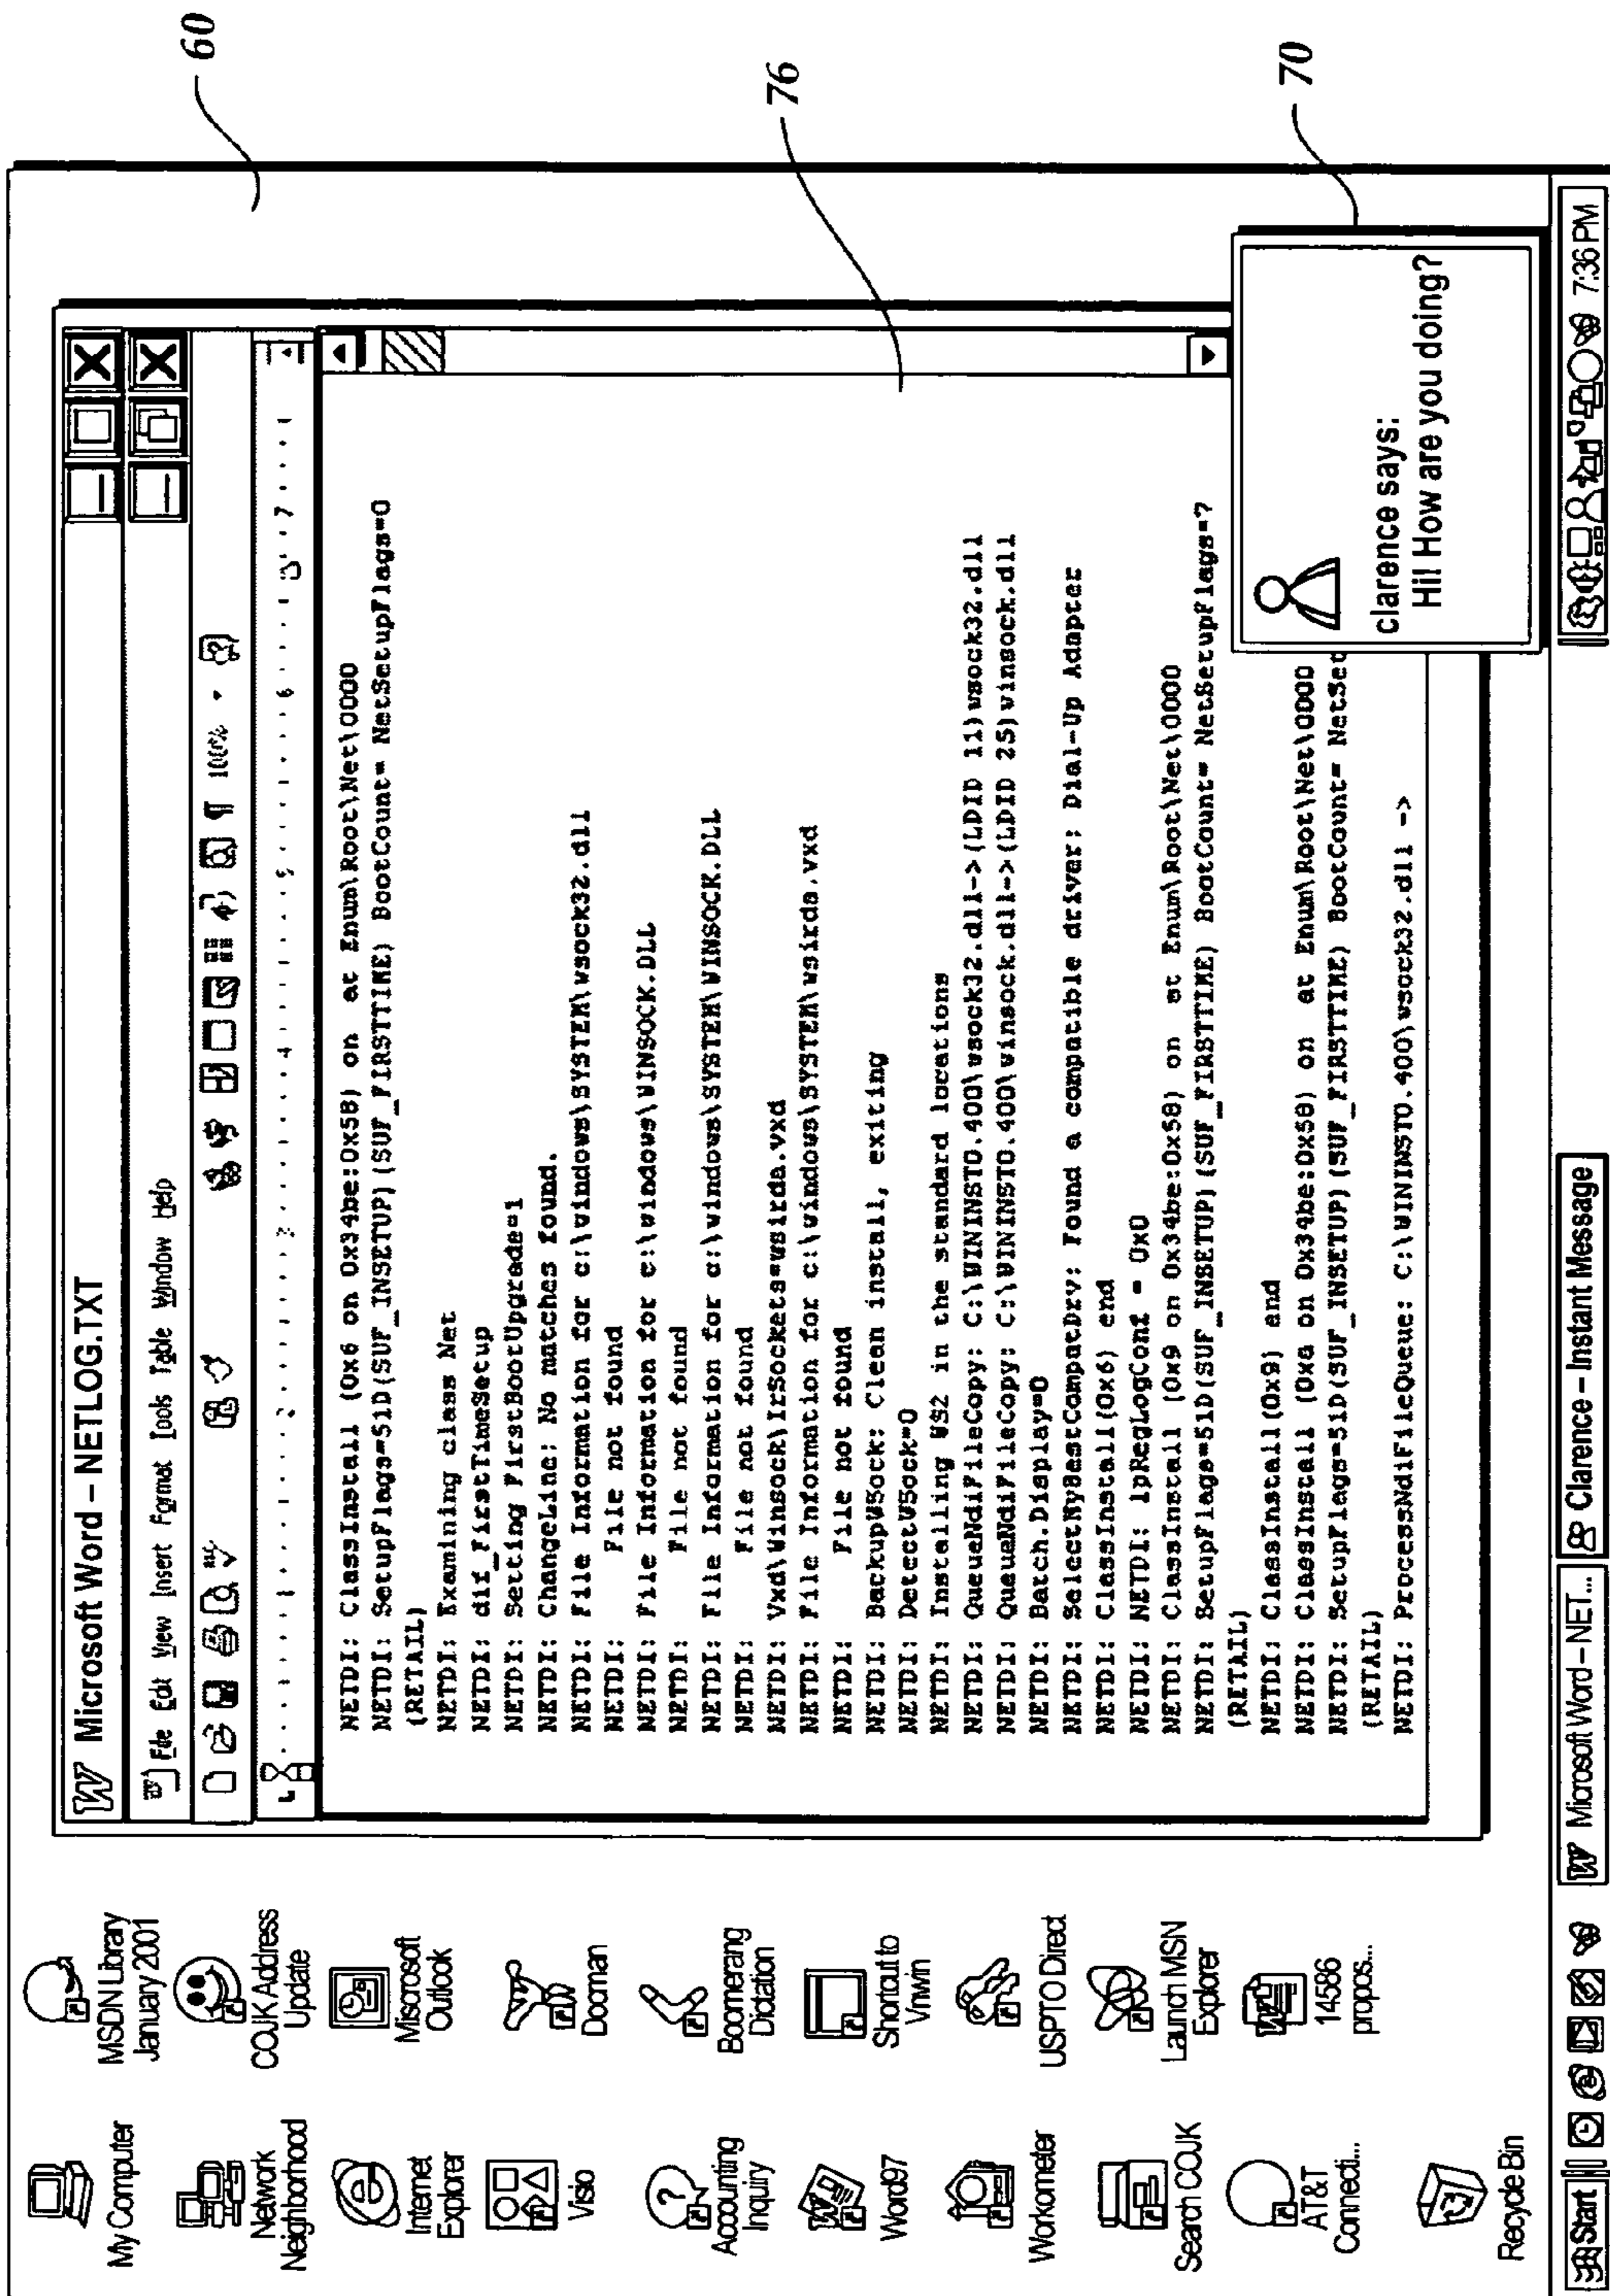 My Computer
MSDN Library
January 2001
Network
Neighborhood
COJK Address
Update
Internet
Explorer
Miscrosoft
Outlook
Visio
Docman
Accounting
Inquiry
Boomerang
Dictation
Word97
Shortcut to
Vnwin
Workometer
USPTO Direct
Search COJK
Launch MSN
Explorer
AT&T
Connecti...
14586
propos...
Recycle Bin
W Microsoft Word – NETLOG.TXT
File Edit View Insert Format Tools Table Window Help
100%
1 2 3 4 5 6 7
NETDI: ClassInstall (0x6 on 0x34be:0x58) on at Enum\Root\Net\0000
NETDI: SetupFlags=51D(SUF_INSETUP)(SUF_FIRSTTIME) BootCount= NetSetupFlags=0
(RETAIL)
NETDI: Examining class Net
NETDI: dif_FirstTimeSetup
NETDI: Setting FirstBootUpgrade=1
NETDI: ChangeLine: No matches found.
NETDI: File Information for c:\windows\SYSTEM\wsock32.dll
NETDI: File not found
NETDI: File Information for c:\windows\WINSOCK.DLL
NETDI: File not found
NETDI: File Information for c:\windows\SYSTEM\WINSOCK.DLL
NETDI: File not found
NETDI: Vxd\Winsock\IrSockets=wsirda.vxd
NETDI: File Information for c:\windows\SYSTEM\wsirda.vxd
NETDI: File not found
NETDI: BackupWSock: Clean install, exiting
NETDI: DetectWSock=0
NETDI: Installing WS2 in the standard locations
NETDI: QueueNdiFileCopy: C:\WININST0.400\wsock32.dll->(LDID 11)wsock32.dll
NETDI: QueueNdiFileCopy: C:\WININST0.400\winsock.dll->(LDID 25)winsock.dll
NETDI: Batch.Display=0
NETDI: SelectMyBestCompatDrv: Found a compatible driver: Dial-Up Adapter
NETDI: ClassInstall(0x6) end
NETDI: NETDI: lpRegLogConf = 0x0
NETDI: ClassInstall (0x9 on 0x34be:0x58) on at Enum\Root\Net\0000
NETDI: SetupFlags=51D(SUF_INSETUP)(SUF_FIRSTTIME) BootCount= NetSetupFlags=?
(RETAIL)
NETDI: ClassInstall(0x9) end
NETDI: ClassInstall (0xa on 0x34be:0x58) on at Enum\Root\Net\0000
NETDI: SetupFlags=51D(SUF_INSETUP)(SUF_FIRSTTIME) BootCount= NetSet
(RETAIL)
NETDI: ProcessNdiFileQueue: C:\WININST0.400\wsock32.dll ->
clarence says:
Hi! How are you doing?
Start
W Microsoft Word – NET...
Clarence – Instant Message
7:36 PM
60
76
70